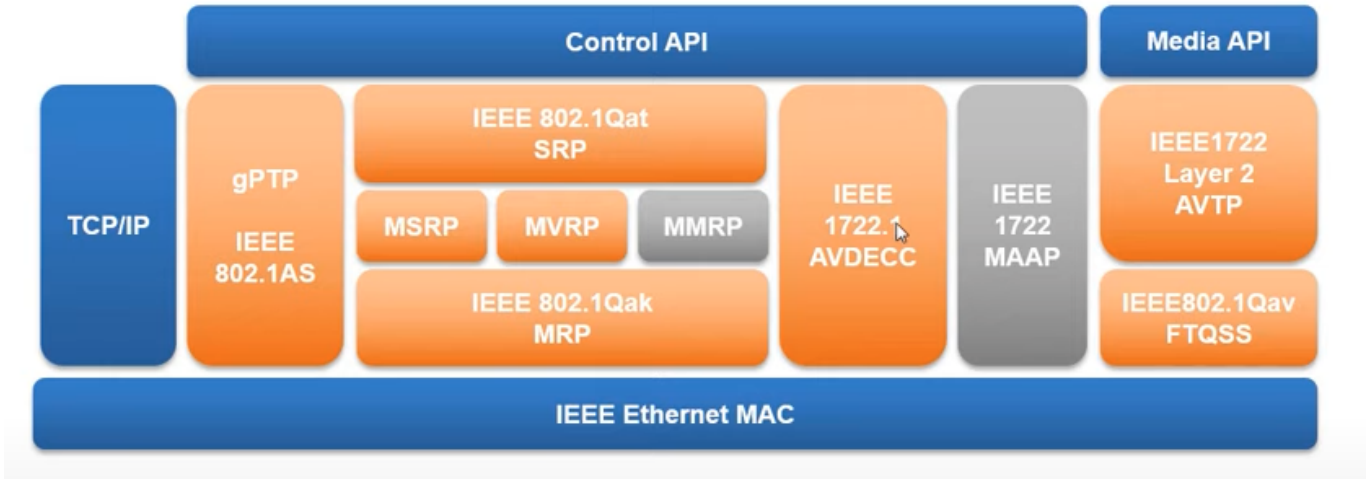 Control API
Media API
TCP/IP
gPTP
IEEE
802.1AS
IEEE 802.1Qat
SRP
MSRP
MVRP
MMRP
IEEE 802.1Qak
MRP
IEEE
1722.1
AVDECC
IEEE
1722
MAAP
IEEE1722
Layer 2
AVTP
IEEE802.1Qav
FTQSS
IEEE Ethernet MAC